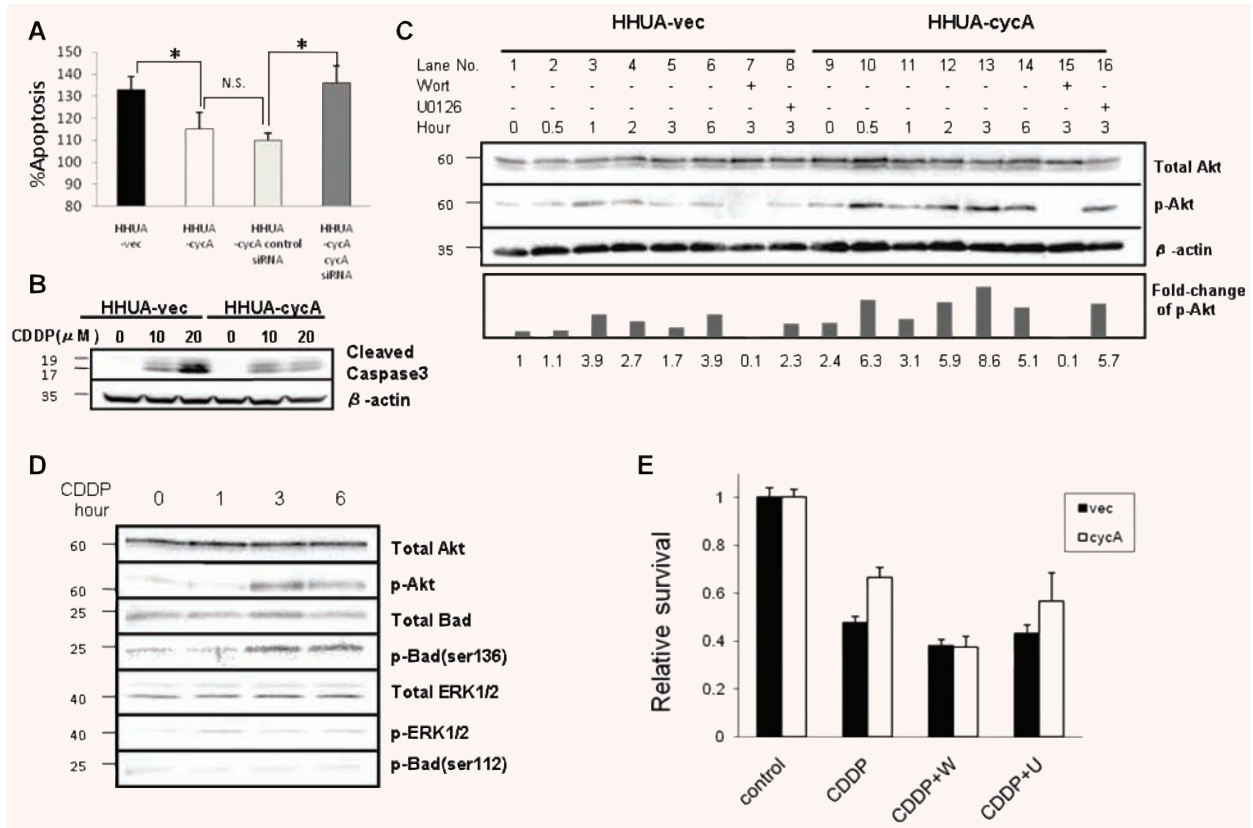 A
150
140
130
120
110
100
90
80
%Apoptosis
*
N.S.
*
HHUA
-vec
HHUA
-cycA
HHUA
-cycA control
siRNA
HHUA
-cycA
cycA
siRNA
B
HHUA-vec HHUA-cycA
CDDP(μM) 0 10 20 0 10 20
19
17
Cleaved
Caspase3
35
β-actin
C
HHUA-vec HHUA-cycA
Lane No. 1 2 3 4 5 6 7 8 9 10 11 12 13 14 15 16
Wort - - - - - - + - - - - - - - + -
U0126 - - - - - - - + - - - - - - - +
Hour 0 0.5 1 2 3 6 3 3 0 0.5 1 2 3 6 3 3
60 Total Akt
60 p-Akt
35 β-actin
Fold-change
of p-Akt
1 1.1 3.9 2.7 1.7 3.9 0.1 2.3 2.4 6.3 3.1 5.9 8.6 5.1 0.1 5.7
D
CDDP
hour
0 1 3 6
60 Total Akt
60 p-Akt
25 Total Bad
25 p-Bad(ser136)
40 Total ERK1/2
40 p-ERK1/2
25 p-Bad(ser112)
E
Relative survival
1
0.8
0.6
0.4
0.2
0
vec
cycA
control
CDDP
CDDP+W
CDDP+U